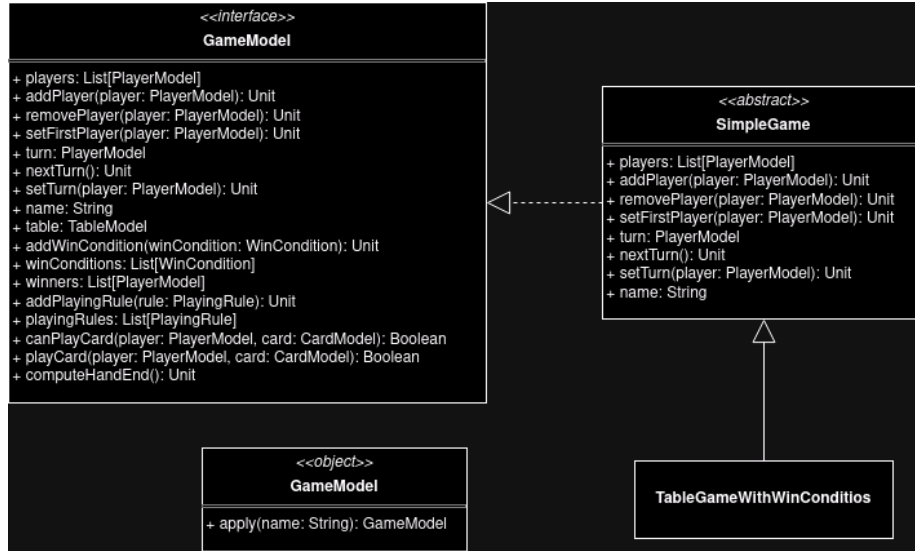 <<interface>>
GameModel
+ players: List[PlayerModel]
+ addPlayer(player: PlayerModel): Unit
+ removePlayer(player: PlayerModel): Unit
+ setFirstPlayer(player: PlayerModel): Unit
+ turn: PlayerModel
+ nextTurn(): Unit
+ setTurn(player: PlayerModel): Unit
+ name: String
+ table: TableModel
+ addWinCondition(winCondition: WinCondition): Unit
+ winConditions: List[WinCondition]
+ winners: List[PlayerModel]
+ addPlayingRule(rule: PlayingRule): Unit
+ playingRules: List[PlayingRule]
+ canPlayCard(player: PlayerModel, card: CardModel): Boolean
+ playCard(player: PlayerModel, card: CardModel): Boolean
+ computeHandEnd(): Unit
<<abstract>>
SimpleGame
+ players: List[PlayerModel]
+ addPlayer(player: PlayerModel): Unit
+ removePlayer(player: PlayerModel): Unit
+ setFirstPlayer(player: PlayerModel): Unit
+ turn: PlayerModel
+ nextTurn(): Unit
+ setTurn(player: PlayerModel): Unit
+ name: String
<<object>>
GameModel
+ apply(name: String): GameModel
TableGameWithWinConditios